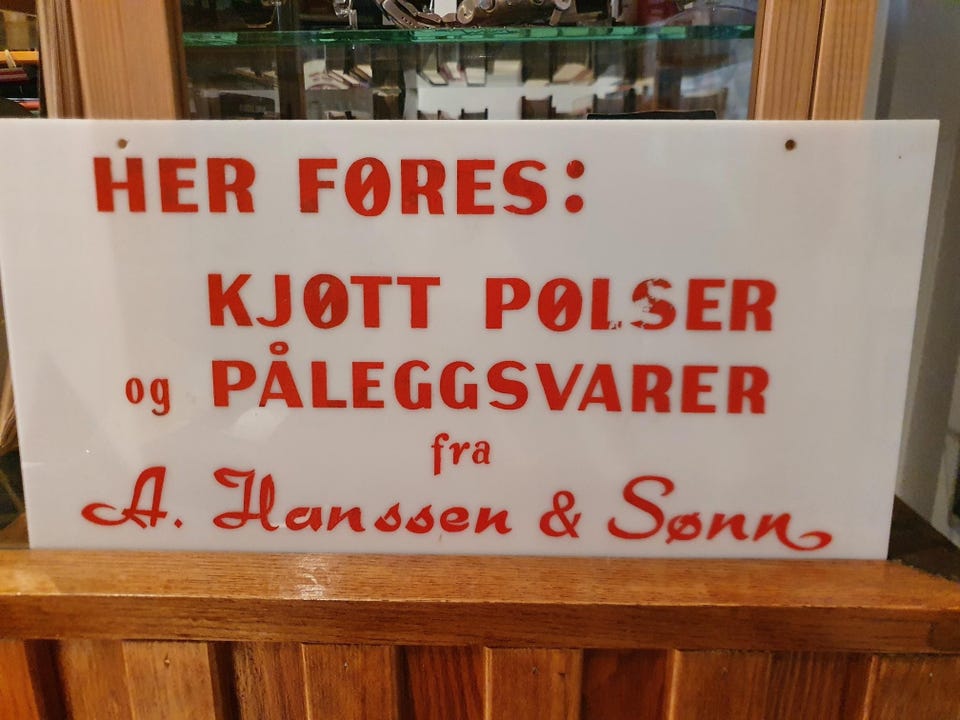 HER FØRES:
KJØTT PØLSER
og PÅLEGGSVARER
fra
A. Hanssen & Sønn